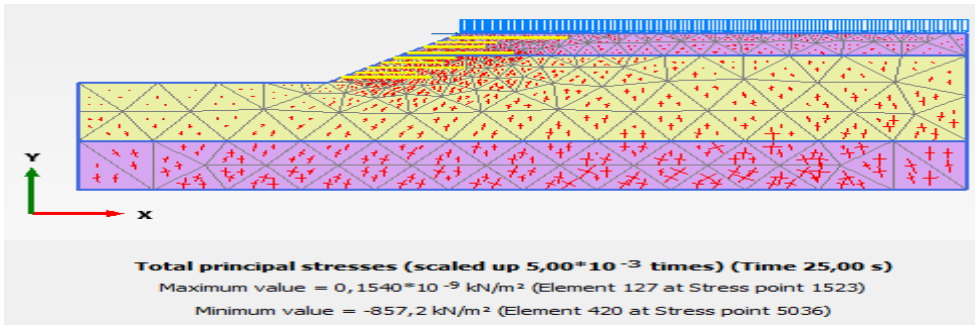 Y
X
Total principal stresses (scaled up 5,00*10 -3 times) (Time 25,00 s)
Maximum value = 0,1540*10 -9 kN/m² (Element 127 at Stress point 1523)
Minimum value = -857,2 kN/m² (Element 420 at Stress point 5036)